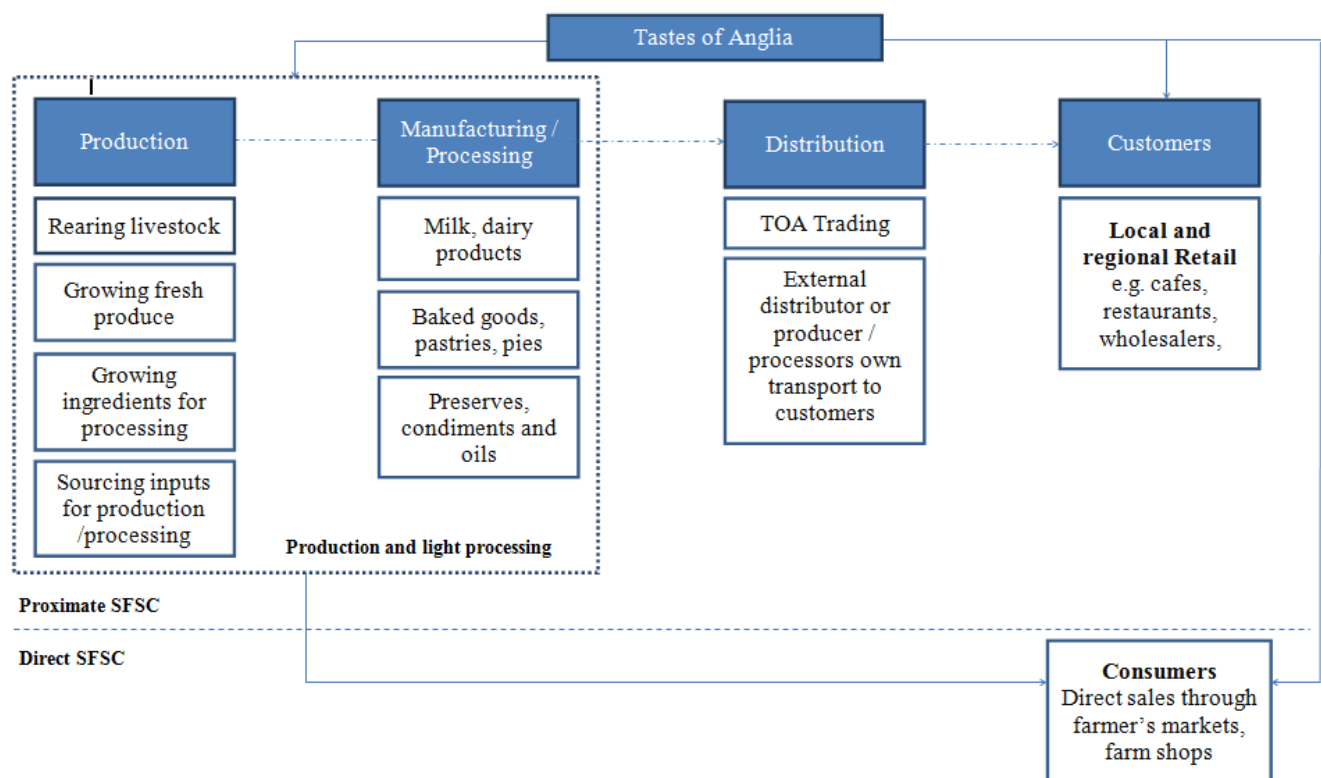 Tastes of Anglia
Production
Rearing livestock
Growing fresh
produce
Growing
ingredients for
processing
Sourcing inputs
for production
/processing
Manufacturing /
Processing
Milk, dairy
products
Baked goods,
pastries, pies
Preserves,
condiments and
oils
Production and light processing
Distribution
TOA Trading
External
distributor or
producer /
processors own
transport to
customers
Customers
Local and
regional Retail
e.g. cafes,
restaurants,
wholesalers,
Proximate SFSC
Direct SFSC
Consumers
Direct sales through
farmer’s markets,
farm shops